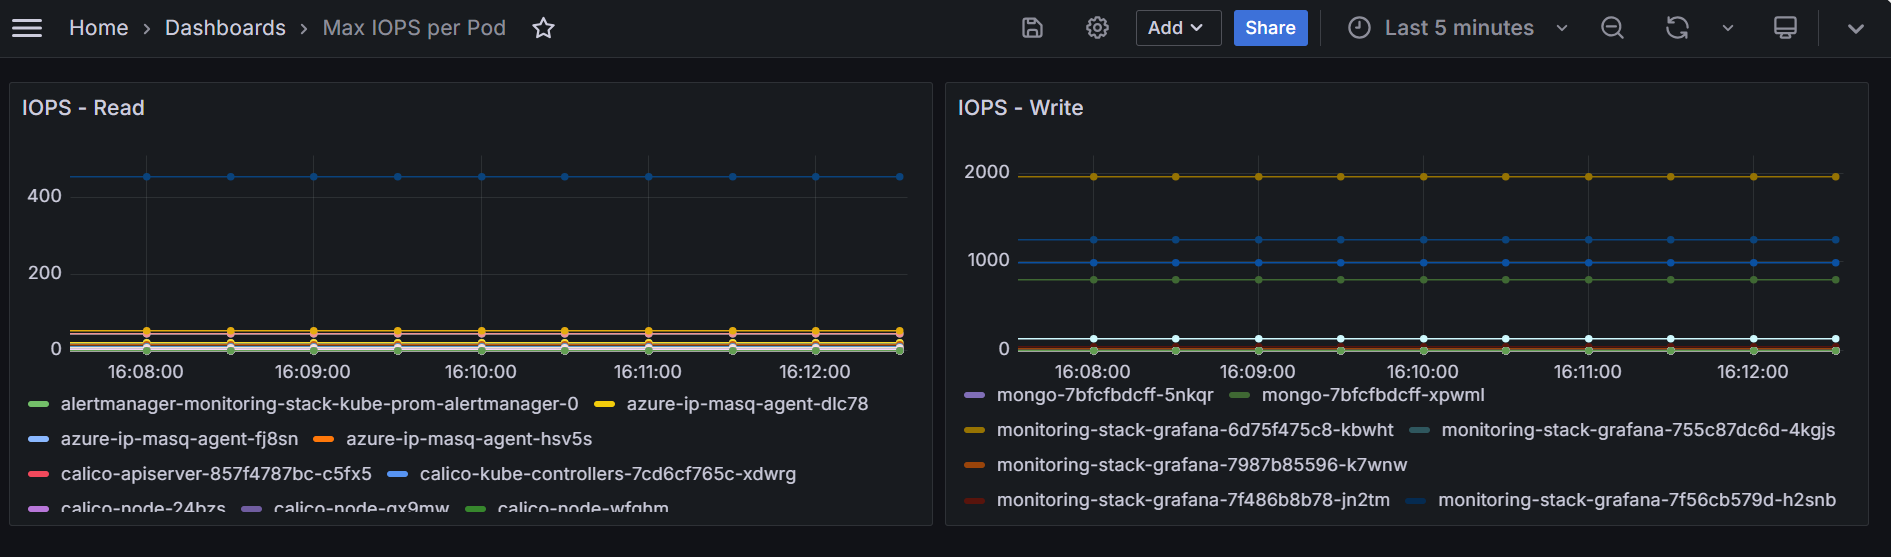 Home › Dashboards › Max IOPS per Pod
Add
Share
Last 5 minutes
IOPS - Read
400
200
0
16:08:00 16:09:00 16:10:00 16:11:00 16:12:00
alertmanager-monitoring-stack-kube-prom-alertmanager-0 azure-ip-masq-agent-dlc78
azure-ip-masq-agent-fj8sn azure-ip-masq-agent-hsv5s
calico-apiserver-857f4787bc-c5fx5 calico-kube-controllers-7cd6cf765c-xdwrg
calico-node-24bzs calico-node-gx9mw calico-node-wfghm
IOPS - Write
2000
1000
0
16:08:00 16:09:00 16:10:00 16:11:00 16:12:00
mongo-7bfcfbdcff-5nkqr mongo-7bfcfbdcff-xpwml
monitoring-stack-grafana-6d75f475c8-kbwht monitoring-stack-grafana-755c87dc6d-4kgjs
monitoring-stack-grafana-7987b85596-k7wnw
monitoring-stack-grafana-7f486b8b78-jn2tm monitoring-stack-grafana-7f56cb579d-h2snb